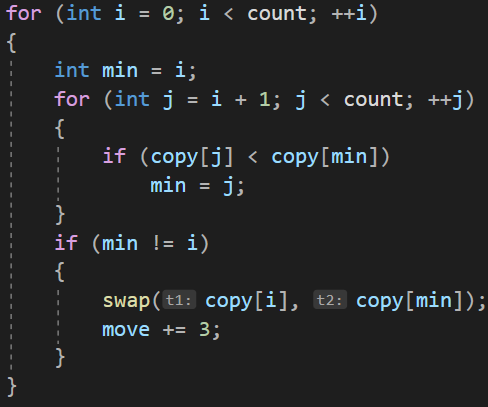 for (int i = 0; i < count; ++i)
{
    int min = i;
    for (int j = i + 1; j < count; ++j)
    {
        if (copy[j] < copy[min])
            min = j;
    }
    if (min != i)
    {
        swap(t1: copy[i], t2: copy[min]);
        move += 3;
    }
}